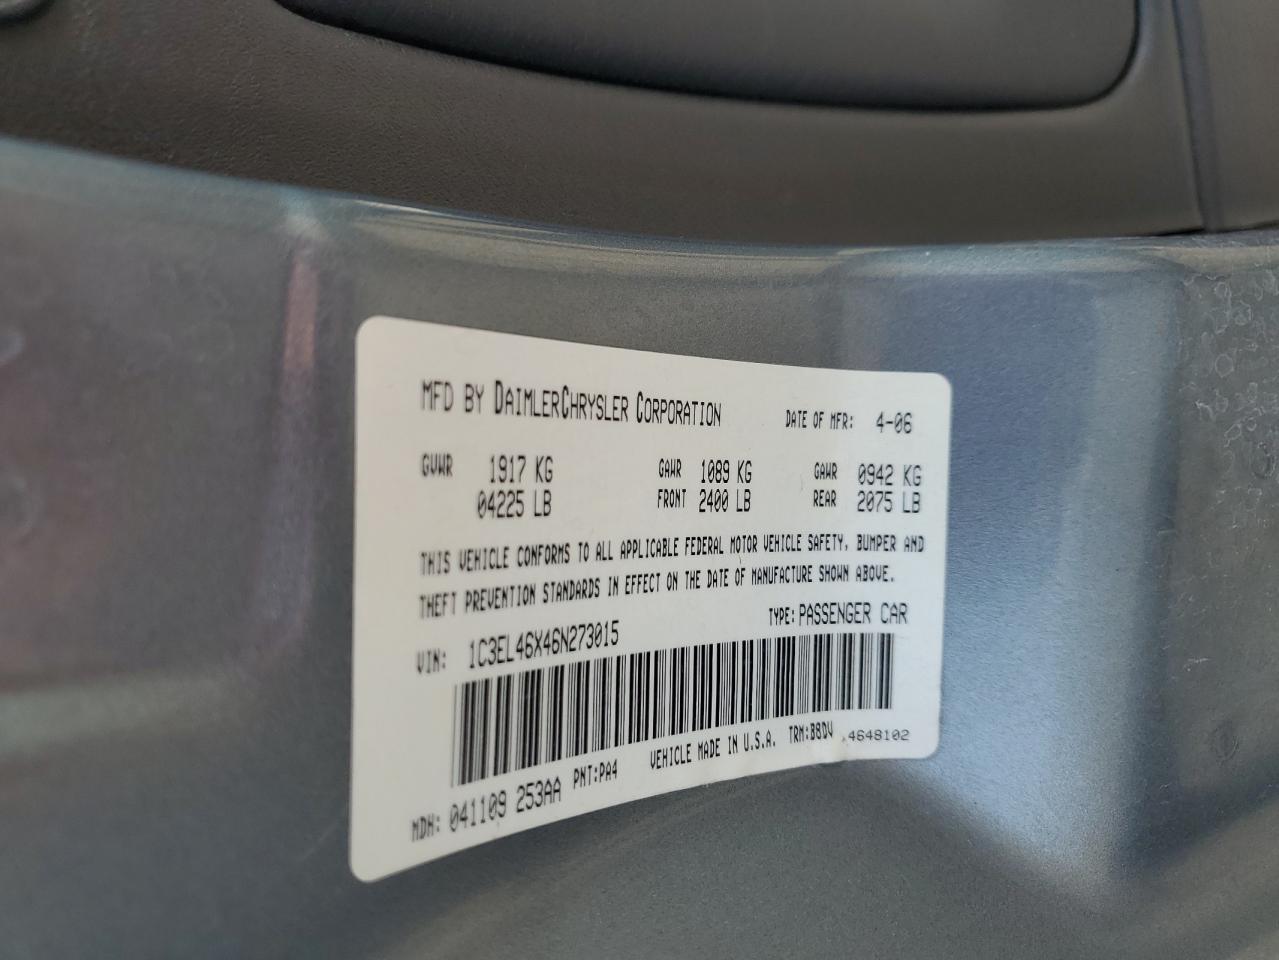 MFD BY DAIMLERCHRYSLER CORPORATION DATE OF MFR: 4-06
GVWR 1917 KG GAWR 1089 KG GAWR 0942 KG
04225 LB FRONT 2400 LB REAR 2075 LB
THIS VEHICLE CONFORMS TO ALL APPLICABLE FEDERAL MOTOR VEHICLE SAFETY, BUMPER AND
THEFT PREVENTION STANDARDS IN EFFECT ON THE DATE OF MANUFACTURE SHOWN ABOVE.
VIN: 1C3EL46X46N273015 TYPE: PASSENGER CAR
MDH: 041109 253AA PNT:PA4 VEHICLE MADE IN U.S.A. TRM:B8DV 4648102